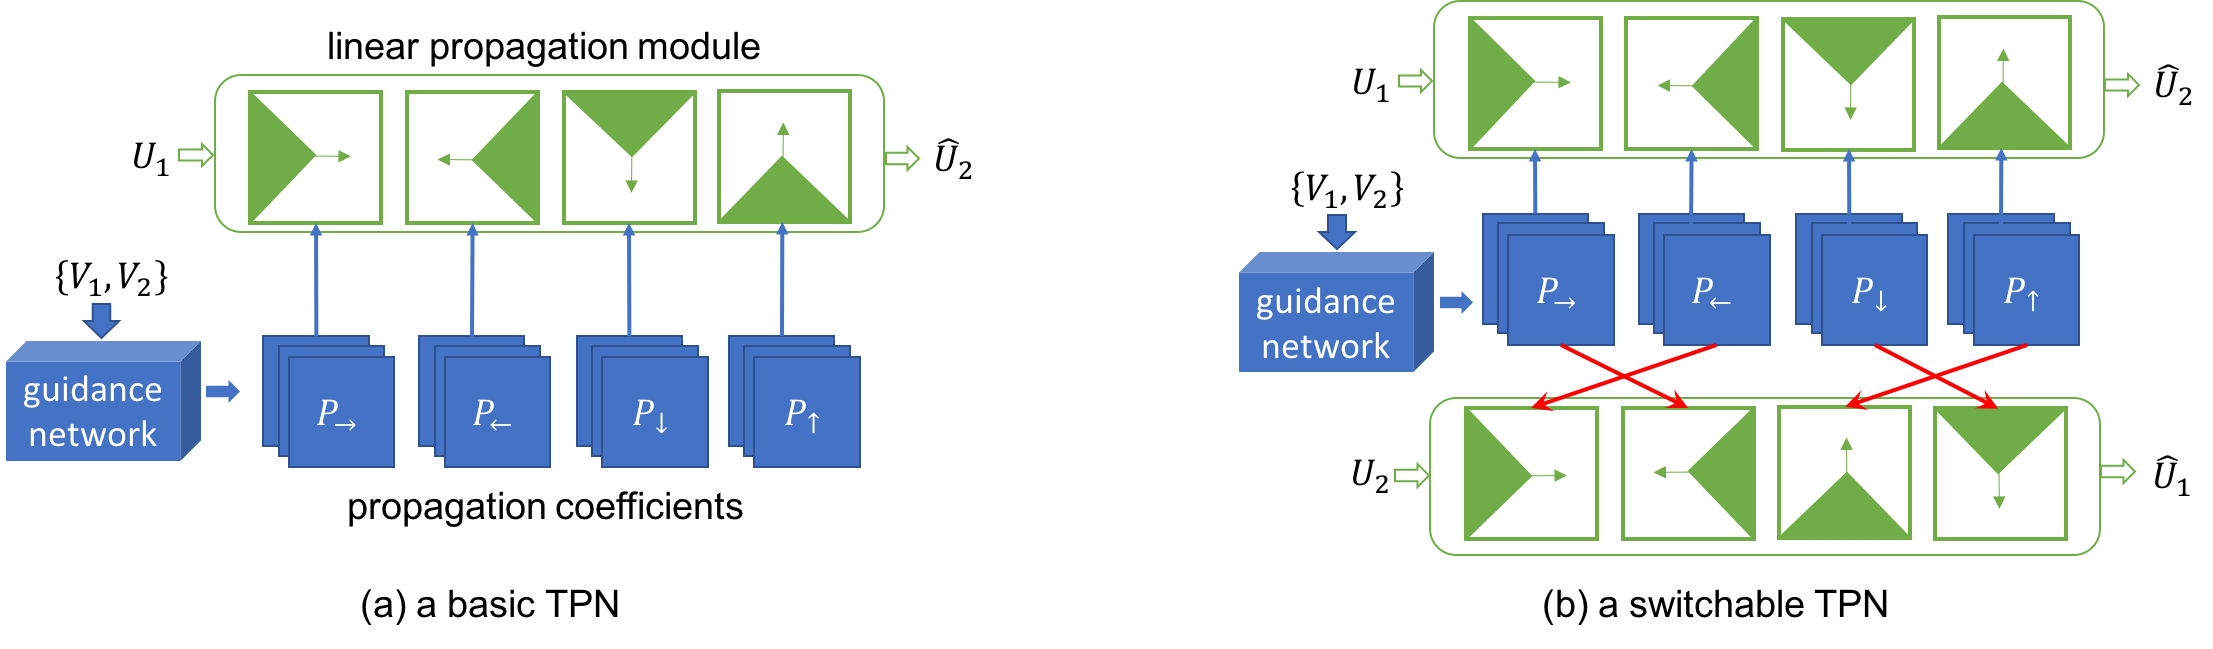 linear propagation module
U₁
Û₂
{V₁, V₂}
guidance
network
P→
P←
P↓
P↑
propagation coefficients
(a) a basic TPN
U₁
Û₂
{V₁, V₂}
guidance
network
P→
P←
P↓
P↑
U₂
Û₁
(b) a switchable TPN